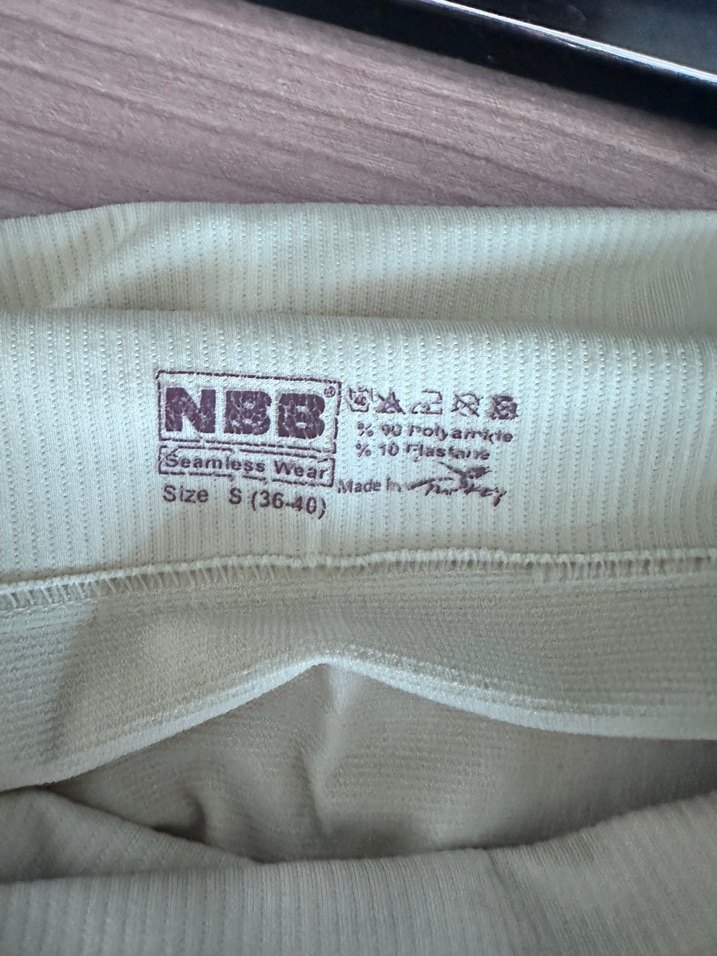 NBB®
Seamless Wear
Size S (36-40)
% 90 Polyamide
% 10 Elastane
Made in Turkey